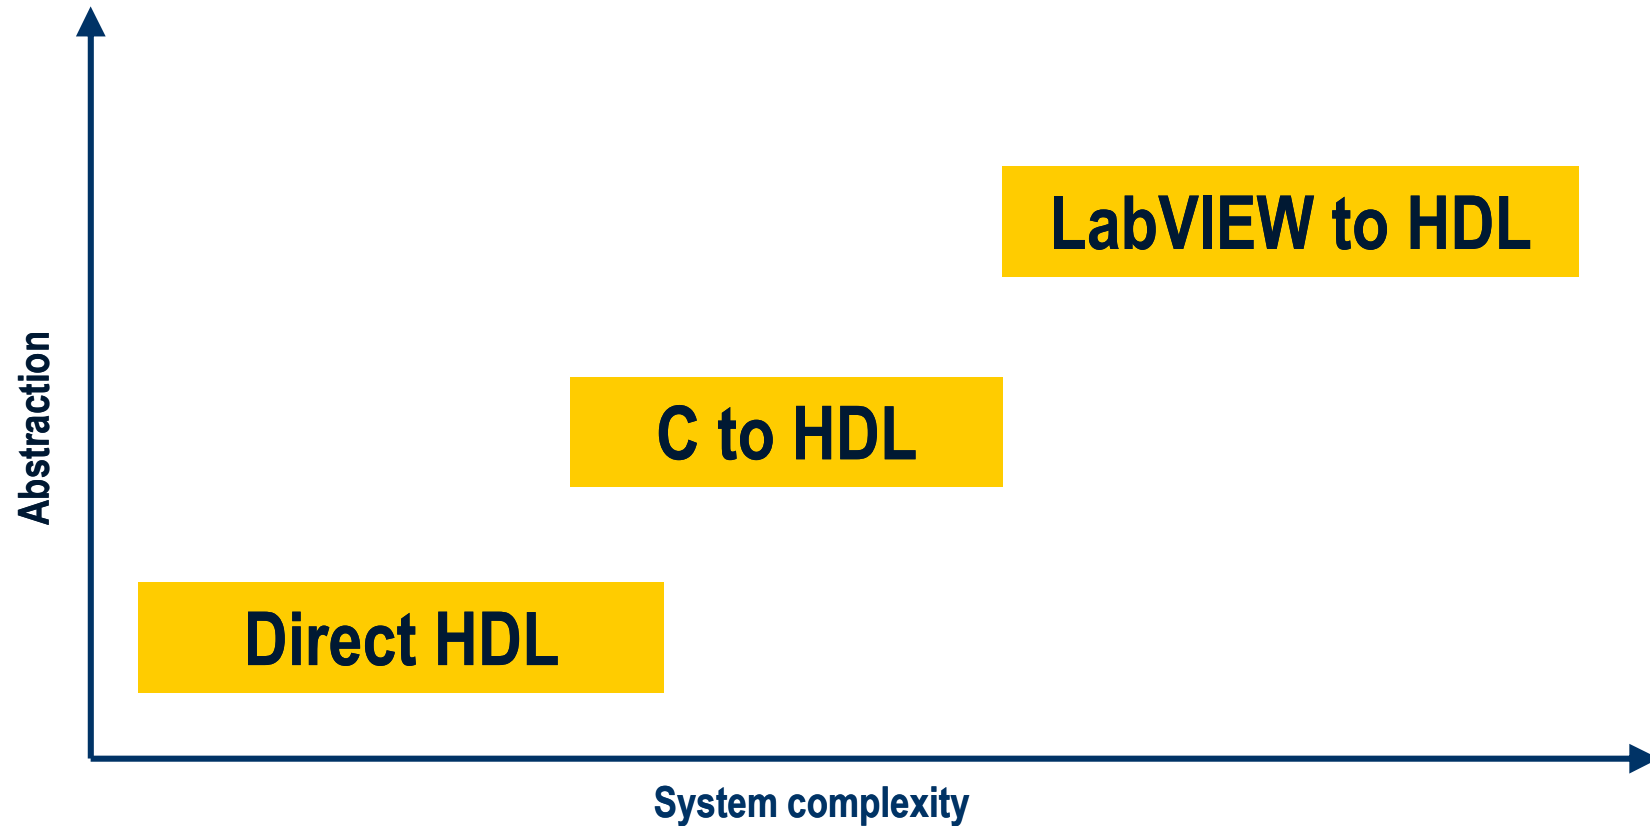 LabVIEW to HDL
C to HDL
Direct HDL
Abstraction
System complexity